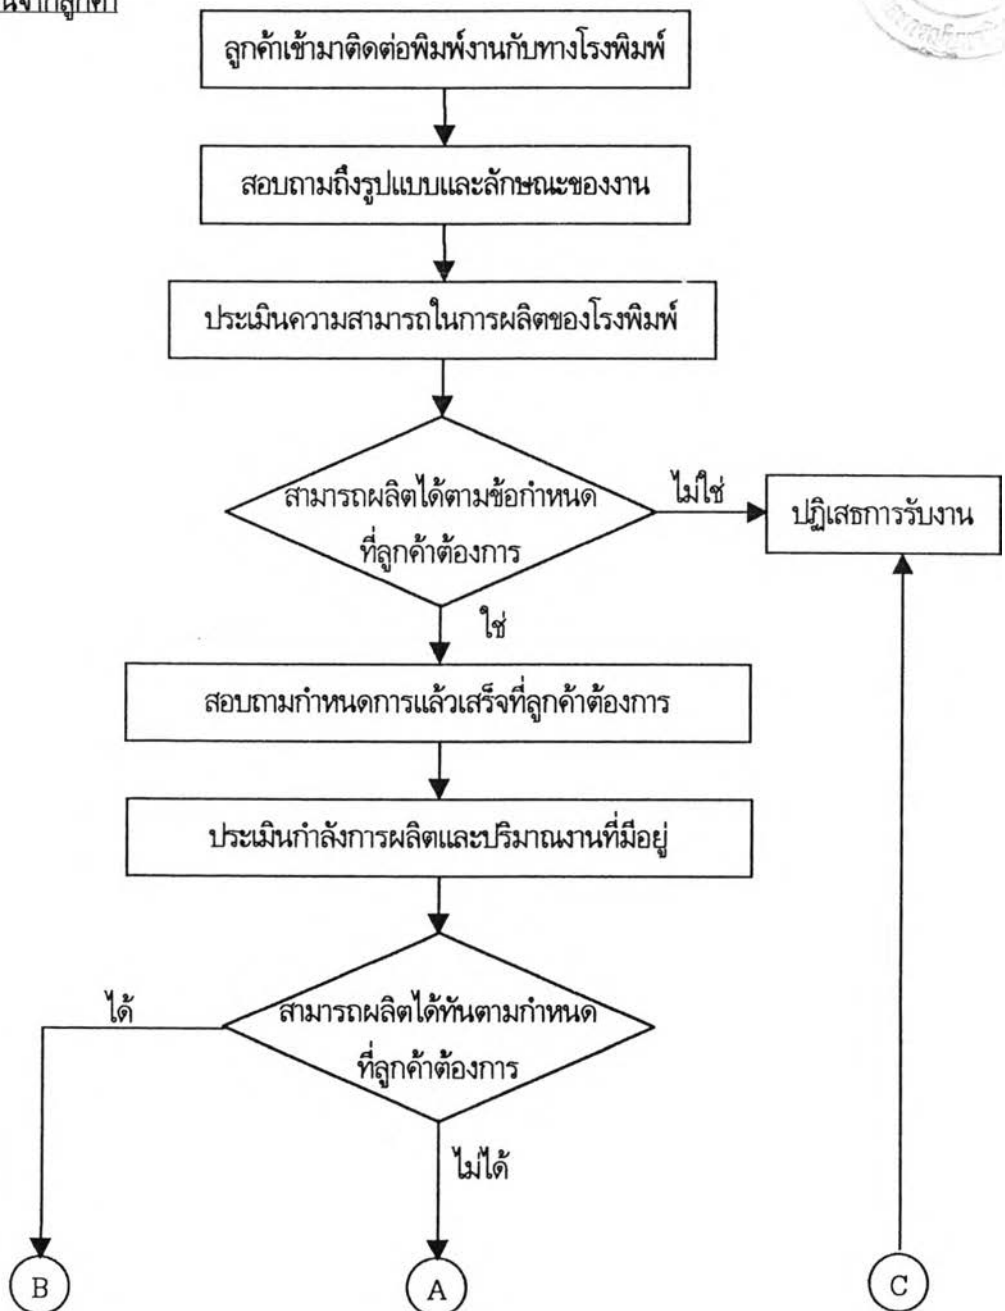 ลูกค้าเข้ามาติดต่อพิมพ์งานกับทางโรงพิมพ์
สอบถามถึงรูปแบบและลักษณะของงาน
ประเมินความสามารถในการผลิตของโรงพิมพ์
สามารถผลิตได้ตามข้อกำหนด
ที่ลูกค้าต้องการ
ไม่ใช่
ปฏิเสธการรับงาน
ใช่
สอบถามกำหนดการแล้วเสร็จที่ลูกค้าต้องการ
ประเมินกำลังการผลิตและปริมาณงานที่มีอยู่
สามารถผลิตได้ทันตามกำหนด
ที่ลูกค้าต้องการ
ได้
ไม่ได้
B
A
C